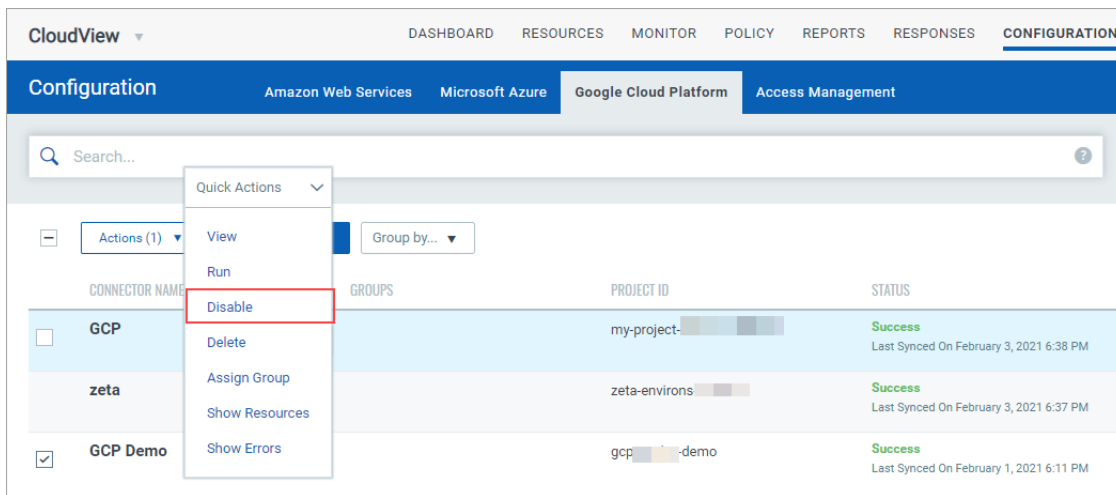 CloudView
DASHBOARD RESOURCES MONITOR POLICY REPORTS RESPONSES CONFIGURATION
Configuration
Amazon Web Services Microsoft Azure Google Cloud Platform Access Management
Search...
?
Quick Actions
Actions (1)
Group by...
View
Run
Disable
Delete
Assign Group
Show Resources
Show Errors
CONNECTOR NAME GROUPS PROJECT ID STATUS
GCP my-project- Success
Last Synced On February 3, 2021 6:38 PM
zeta zeta-environs Success
Last Synced On February 3, 2021 6:37 PM
GCP Demo gcp -demo Success
Last Synced On February 1, 2021 6:11 PM